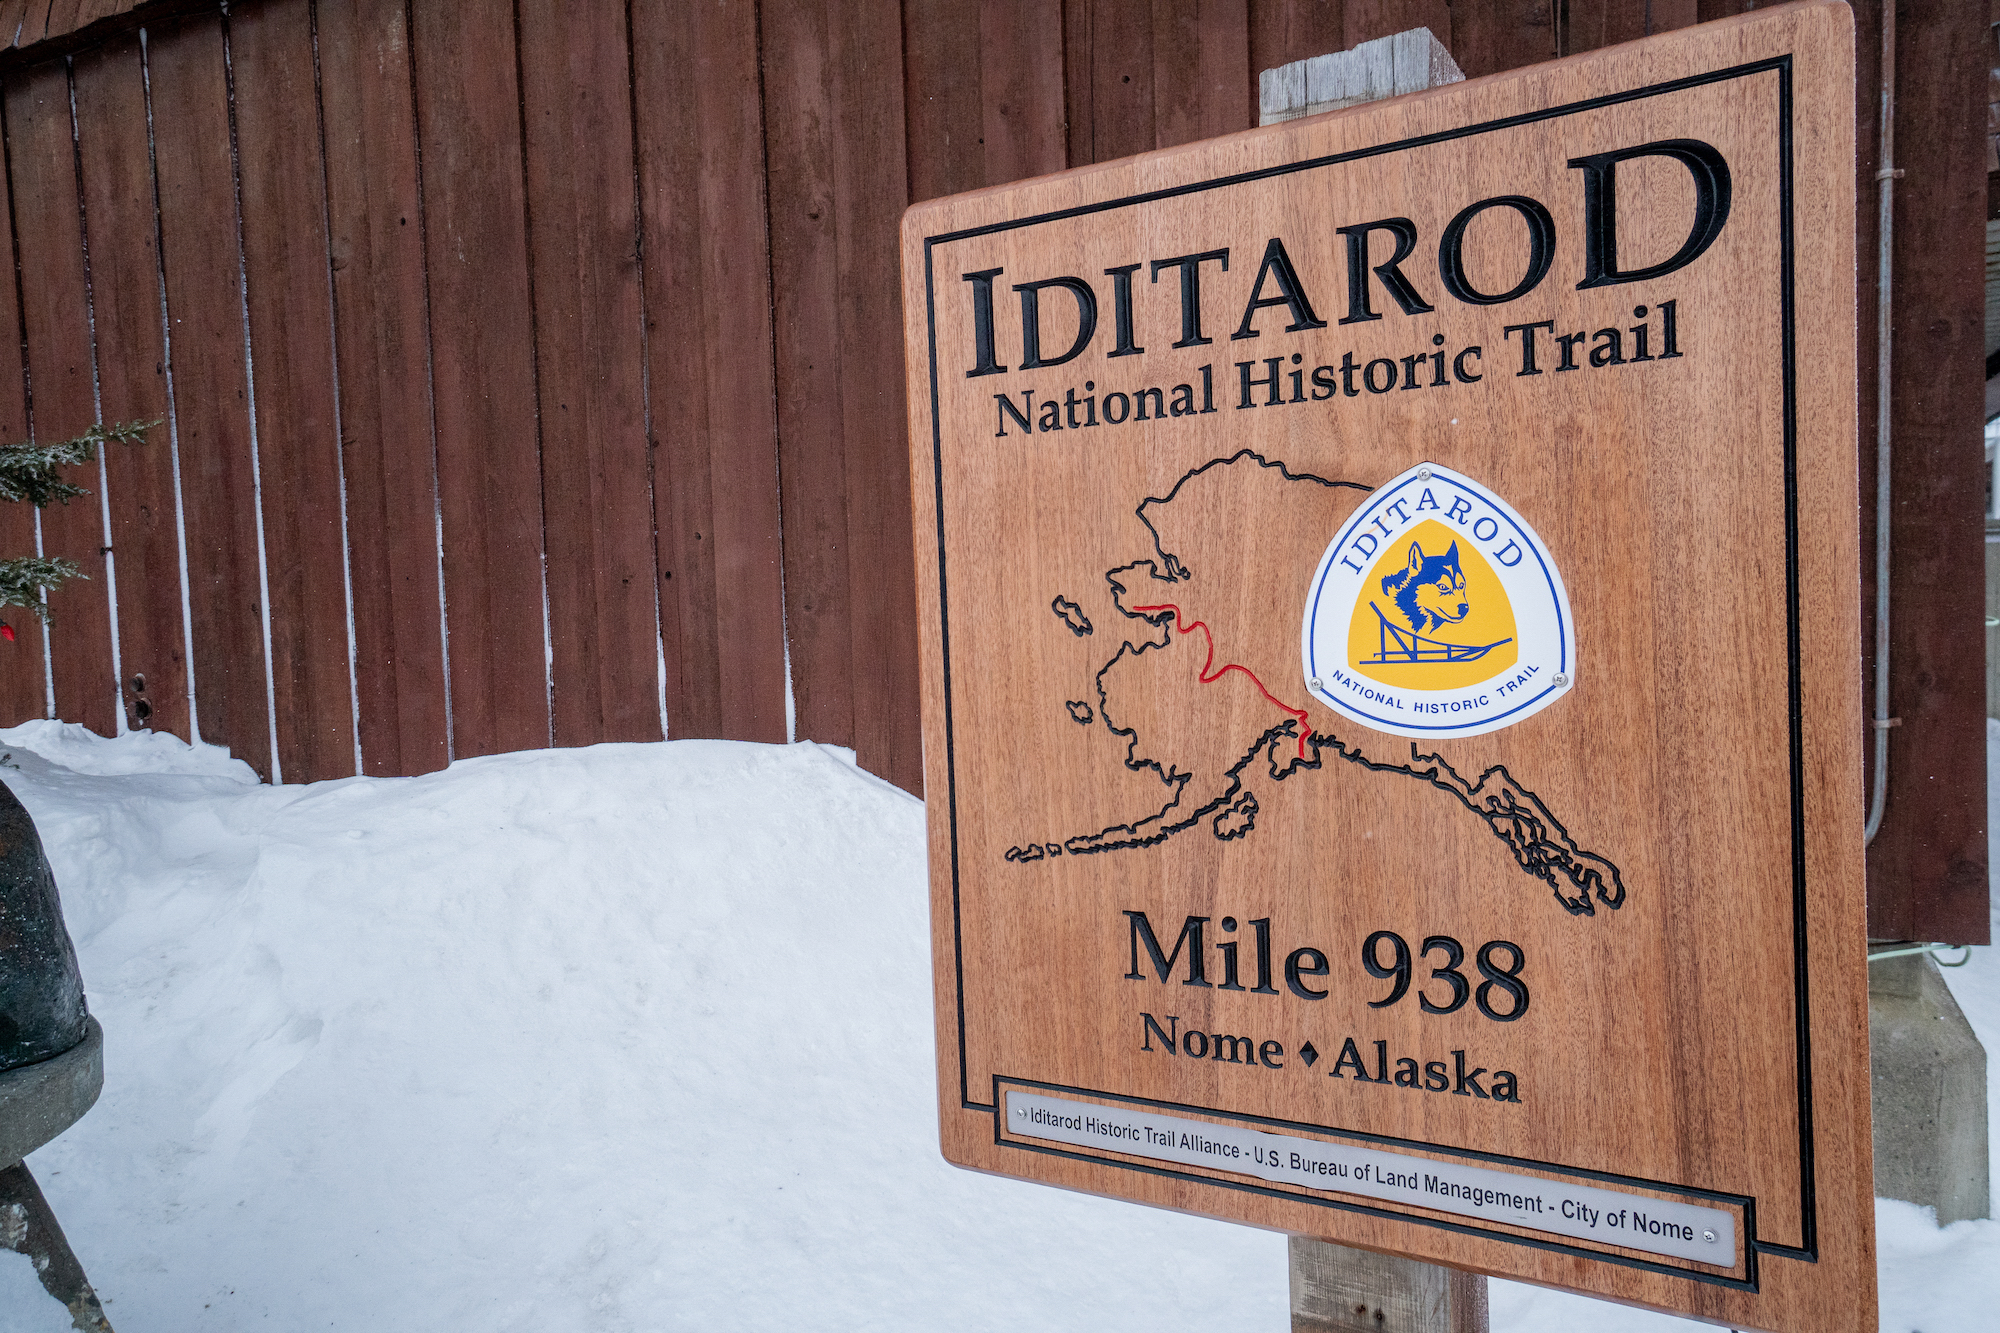 IDITAROD
National Historic Trail
IDITAROD
NATIONAL HISTORIC TRAIL
Mile 938
Nome ♦ Alaska
Iditarod Historic Trail Alliance - U.S. Bureau of Land Management - City of Nome